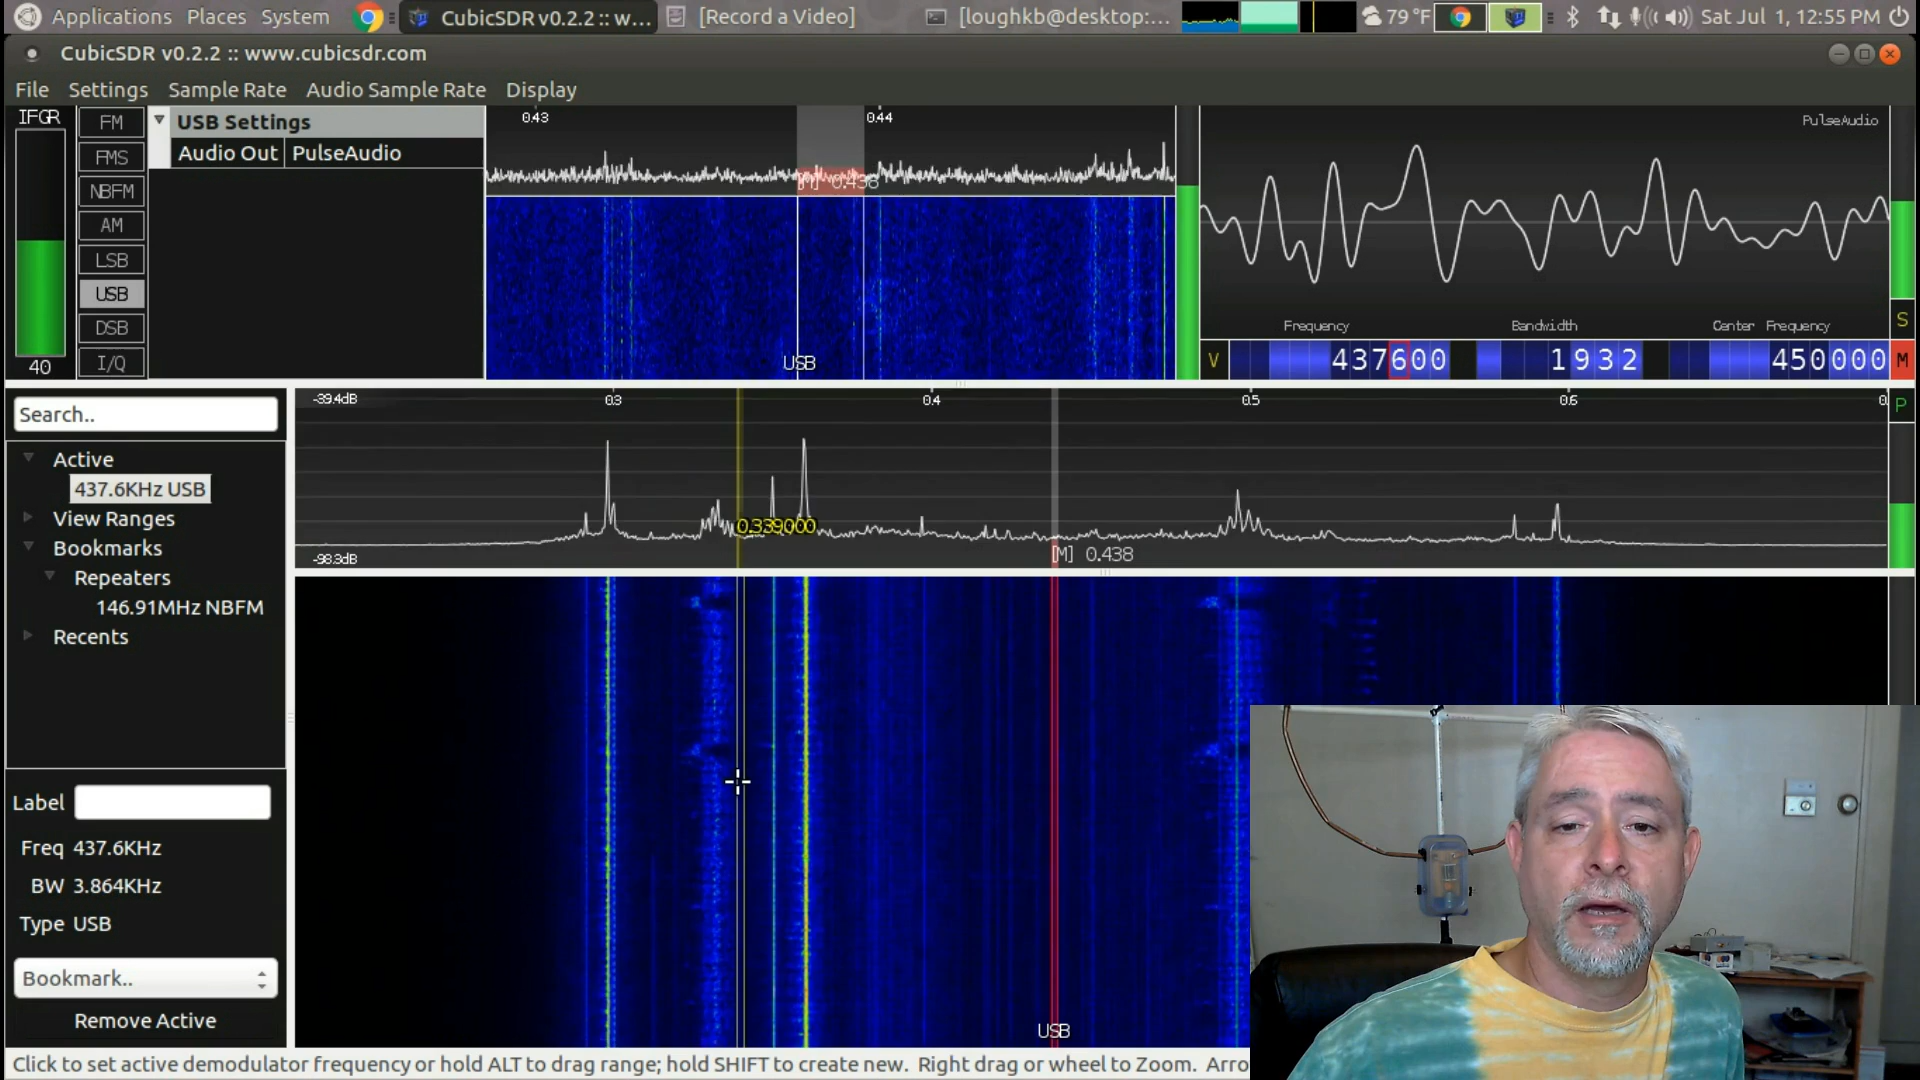 Applications Places System CubicSDR v0.2.2 :: w... [Record a Video] [loughkb@desktop:... 79 °F Sat Jul 1, 12:55 PM
CubicSDR v0.2.2 :: www.cubicsdr.com
File Settings Sample Rate Audio Sample Rate Display
IFGR
40
FM
FMS
NBFM
AM
LSB
USB
DSB
I/Q
USB Settings
Audio Out PulseAudio
0.43 0.44
[M] 0.438
USB
PulseAudio
Frequency Bandwidth Center Frequency
V 437600 1932 450000
S
M
P
Search..
Active
437.6KHz USB
View Ranges
Bookmarks
Repeaters
146.91MHz NBFM
Recents
-39.4dB 0.3 0.4 0.5 0.6 0.
0.339000
[M] 0.438
-98.3dB
USB
Label
Freq 437.6KHz
BW 3.864KHz
Type USB
Bookmark..
Remove Active
Click to set active demodulator frequency or hold ALT to drag range; hold SHIFT to create new. Right drag or wheel to Zoom. Arro